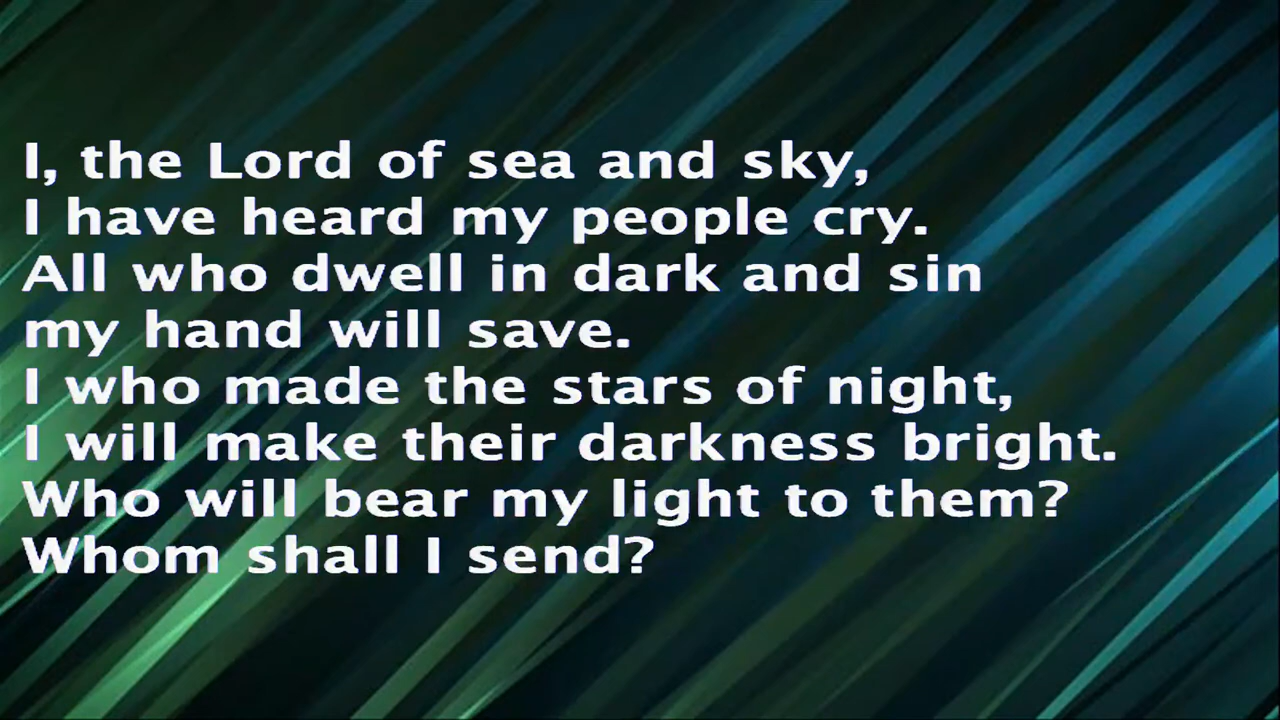 I, the Lord of sea and sky,
I have heard my people cry.
All who dwell in dark and sin
my hand will save.
I who made the stars of night,
I will make their darkness bright.
Who will bear my light to them?
Whom shall I send?